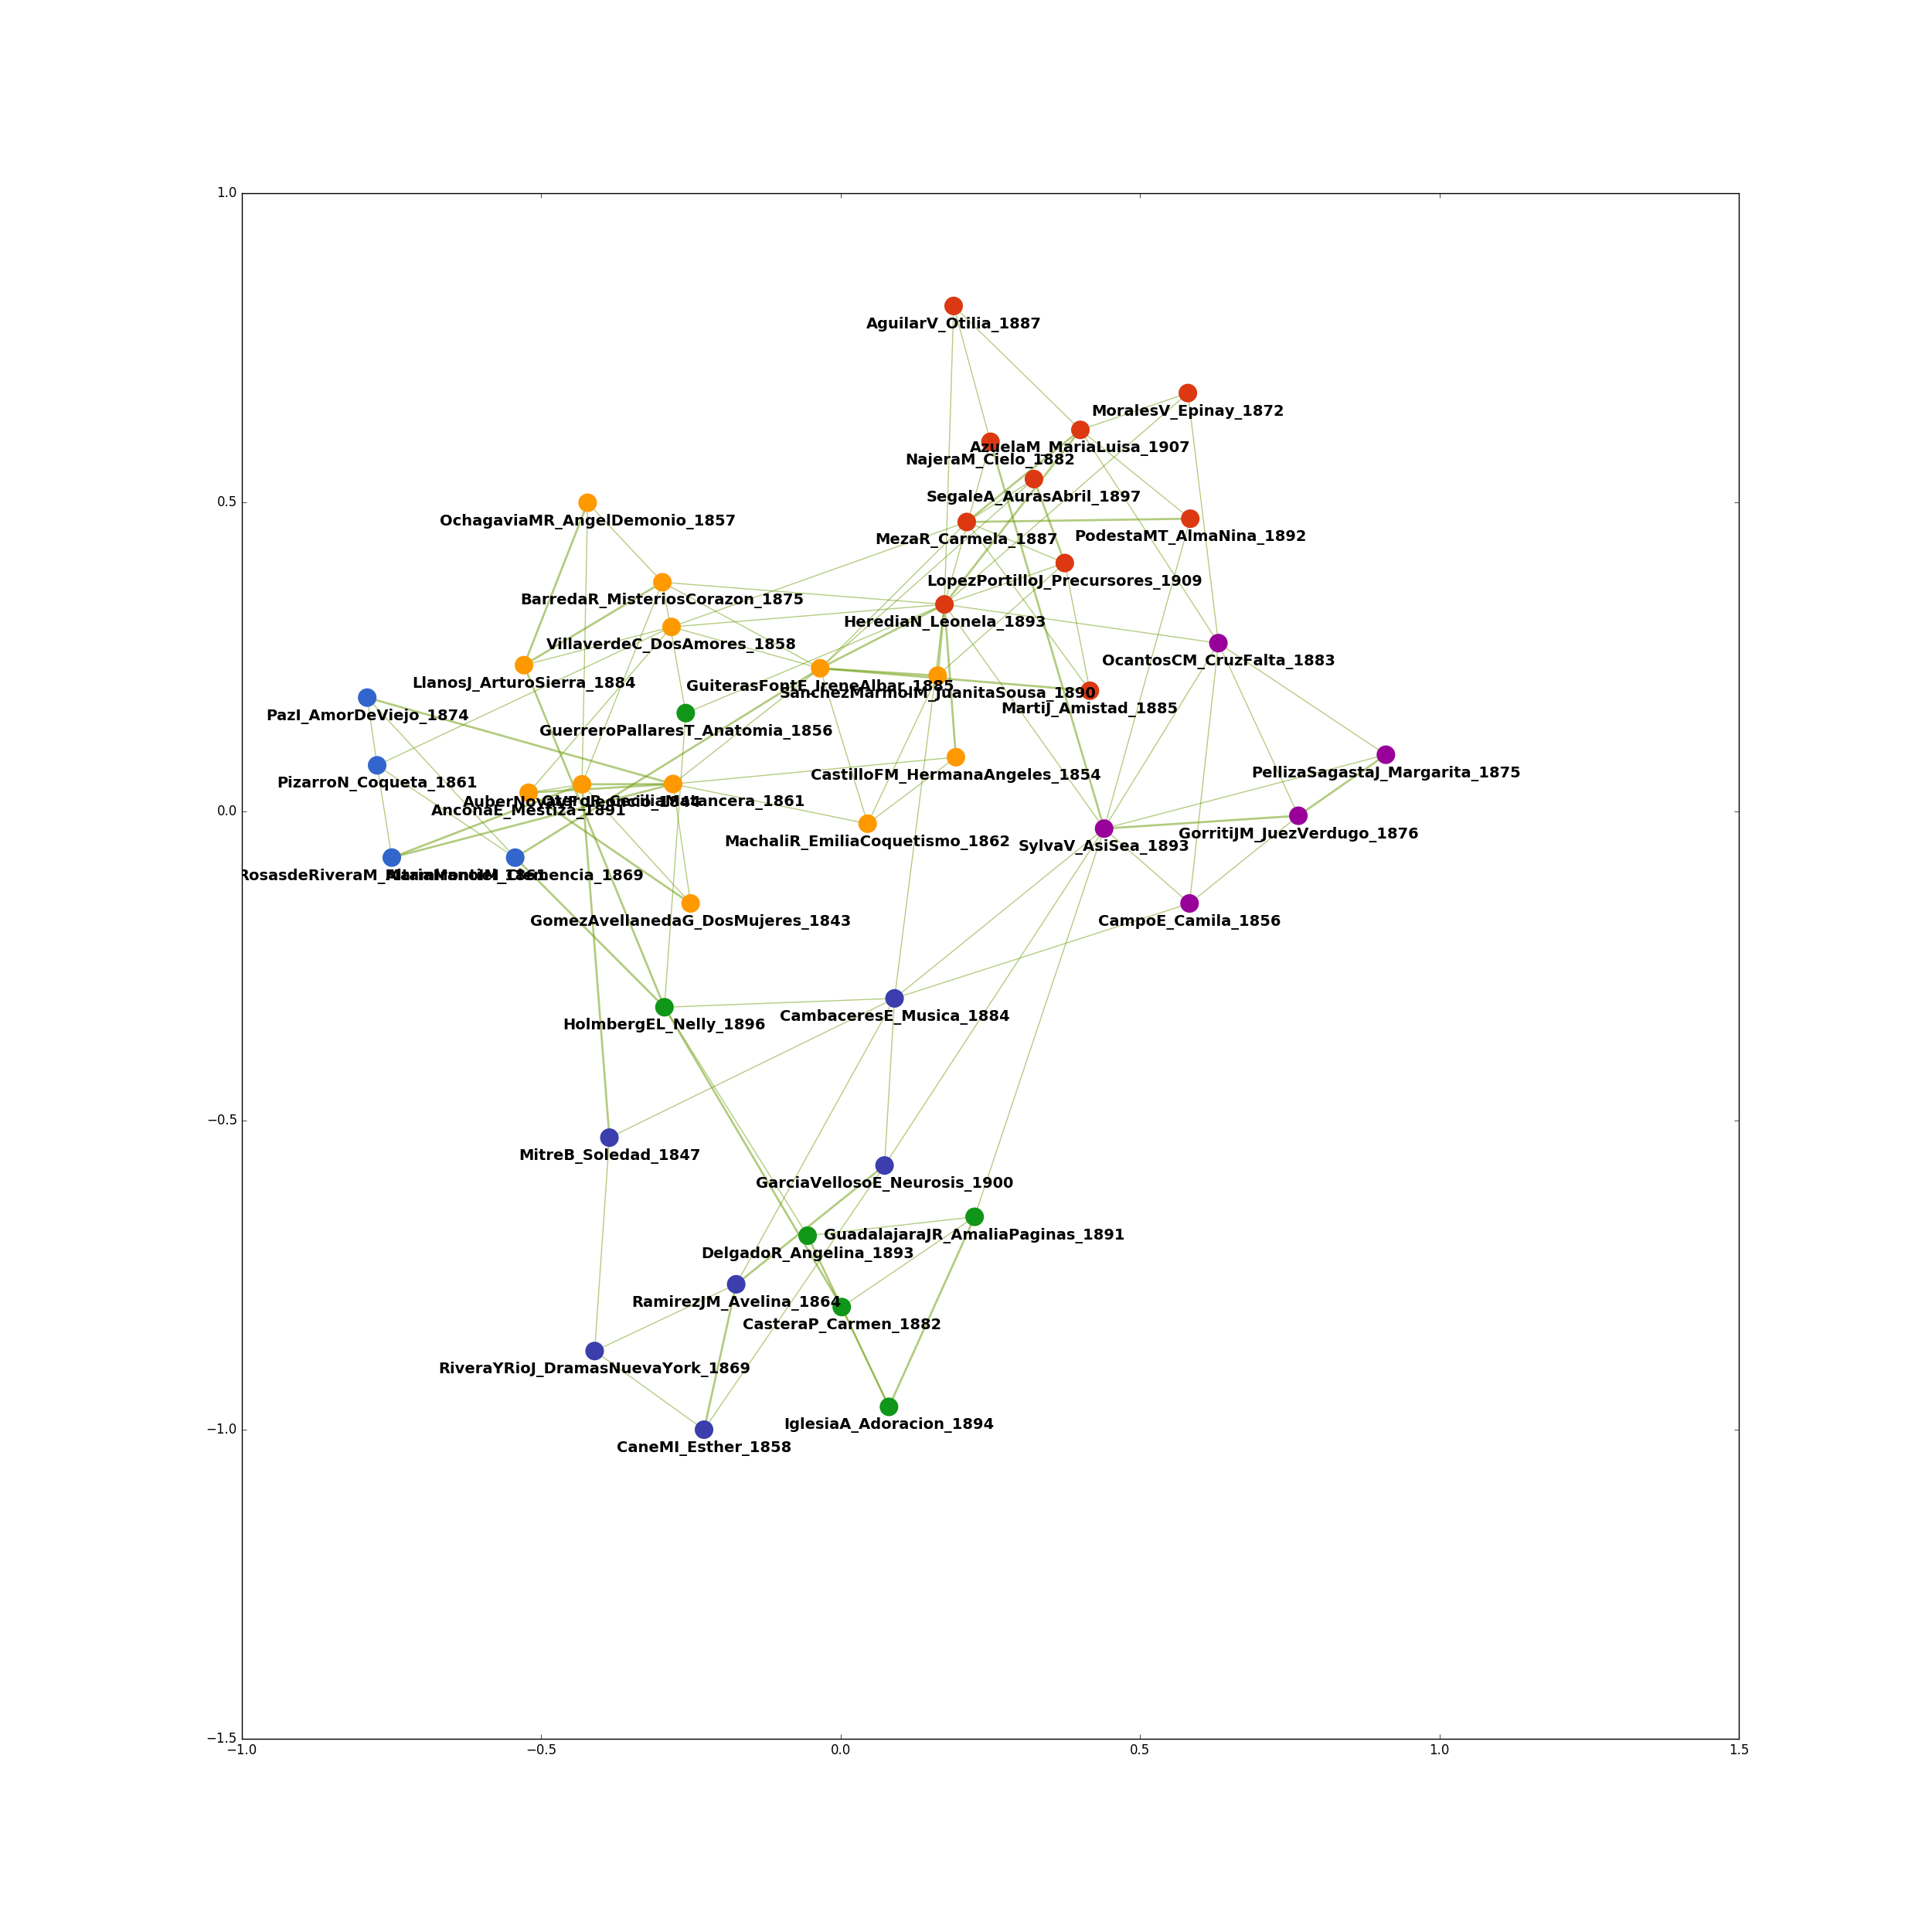 1.0
AguilarV_Otilia_1887
MoralesV_Epinay_1872
AzuelaM_MariaLuisa_1907
NajeraM_Cielo_1882
SegaleA_AurasAbril_1897
0.5
OchagaviaMR_AngelDemonio_1857
PodestaMT_AlmaNina_1892
MezaR_Carmela_1887
LopezPortilloJ_Precursores_1909
BarredaR_MisteriosCorazon_1875
HerediaN_Leonela_1893
VillaverdeC_DosAmores_1858
OcantosCM_CruzFalta_1883
LlanosJ_ArturoSierra_1884
GuiterasFontE_IreneAlbar_1885
SanchezMarmolM_JuanitaSousa_1890
MartiJ_Amistad_1885
PazI_AmorDeViejo_1874
GuerreroPallaresT_Anatomia_1856
PellizaSagastaJ_Margarita_1875
CastilloFM_HermanaAngeles_1854
PizarroN_Coqueta_1861
Matancera_1861
AnconaE_Mestiza_1891
0.0
GorritiJM_JuezVerdugo_1876
MachaliR_EmiliaCoquetismo_1862
SylvaV_AsiSea_1893
RosasdeRiveraM_
Clemencia_1869
GomezAvellanedaG_DosMujeres_1843
CampoE_Camila_1856
CambaceresE_Musica_1884
HolmbergEL_Nelly_1896
−0.5
MitreB_Soledad_1847
GarciaVellosoE_Neurosis_1900
GuadalajaraJR_AmaliaPaginas_1891
DelgadoR_Angelina_1893
RamirezJM_Avelina_1864
CasteraP_Carmen_1882
RiveraYRioJ_DramasNuevaYork_1869
IglesiaA_Adoracion_1894
−1.0
CaneMI_Esther_1858
−1.5
−1.0 −0.5 0.0 0.5 1.0 1.5